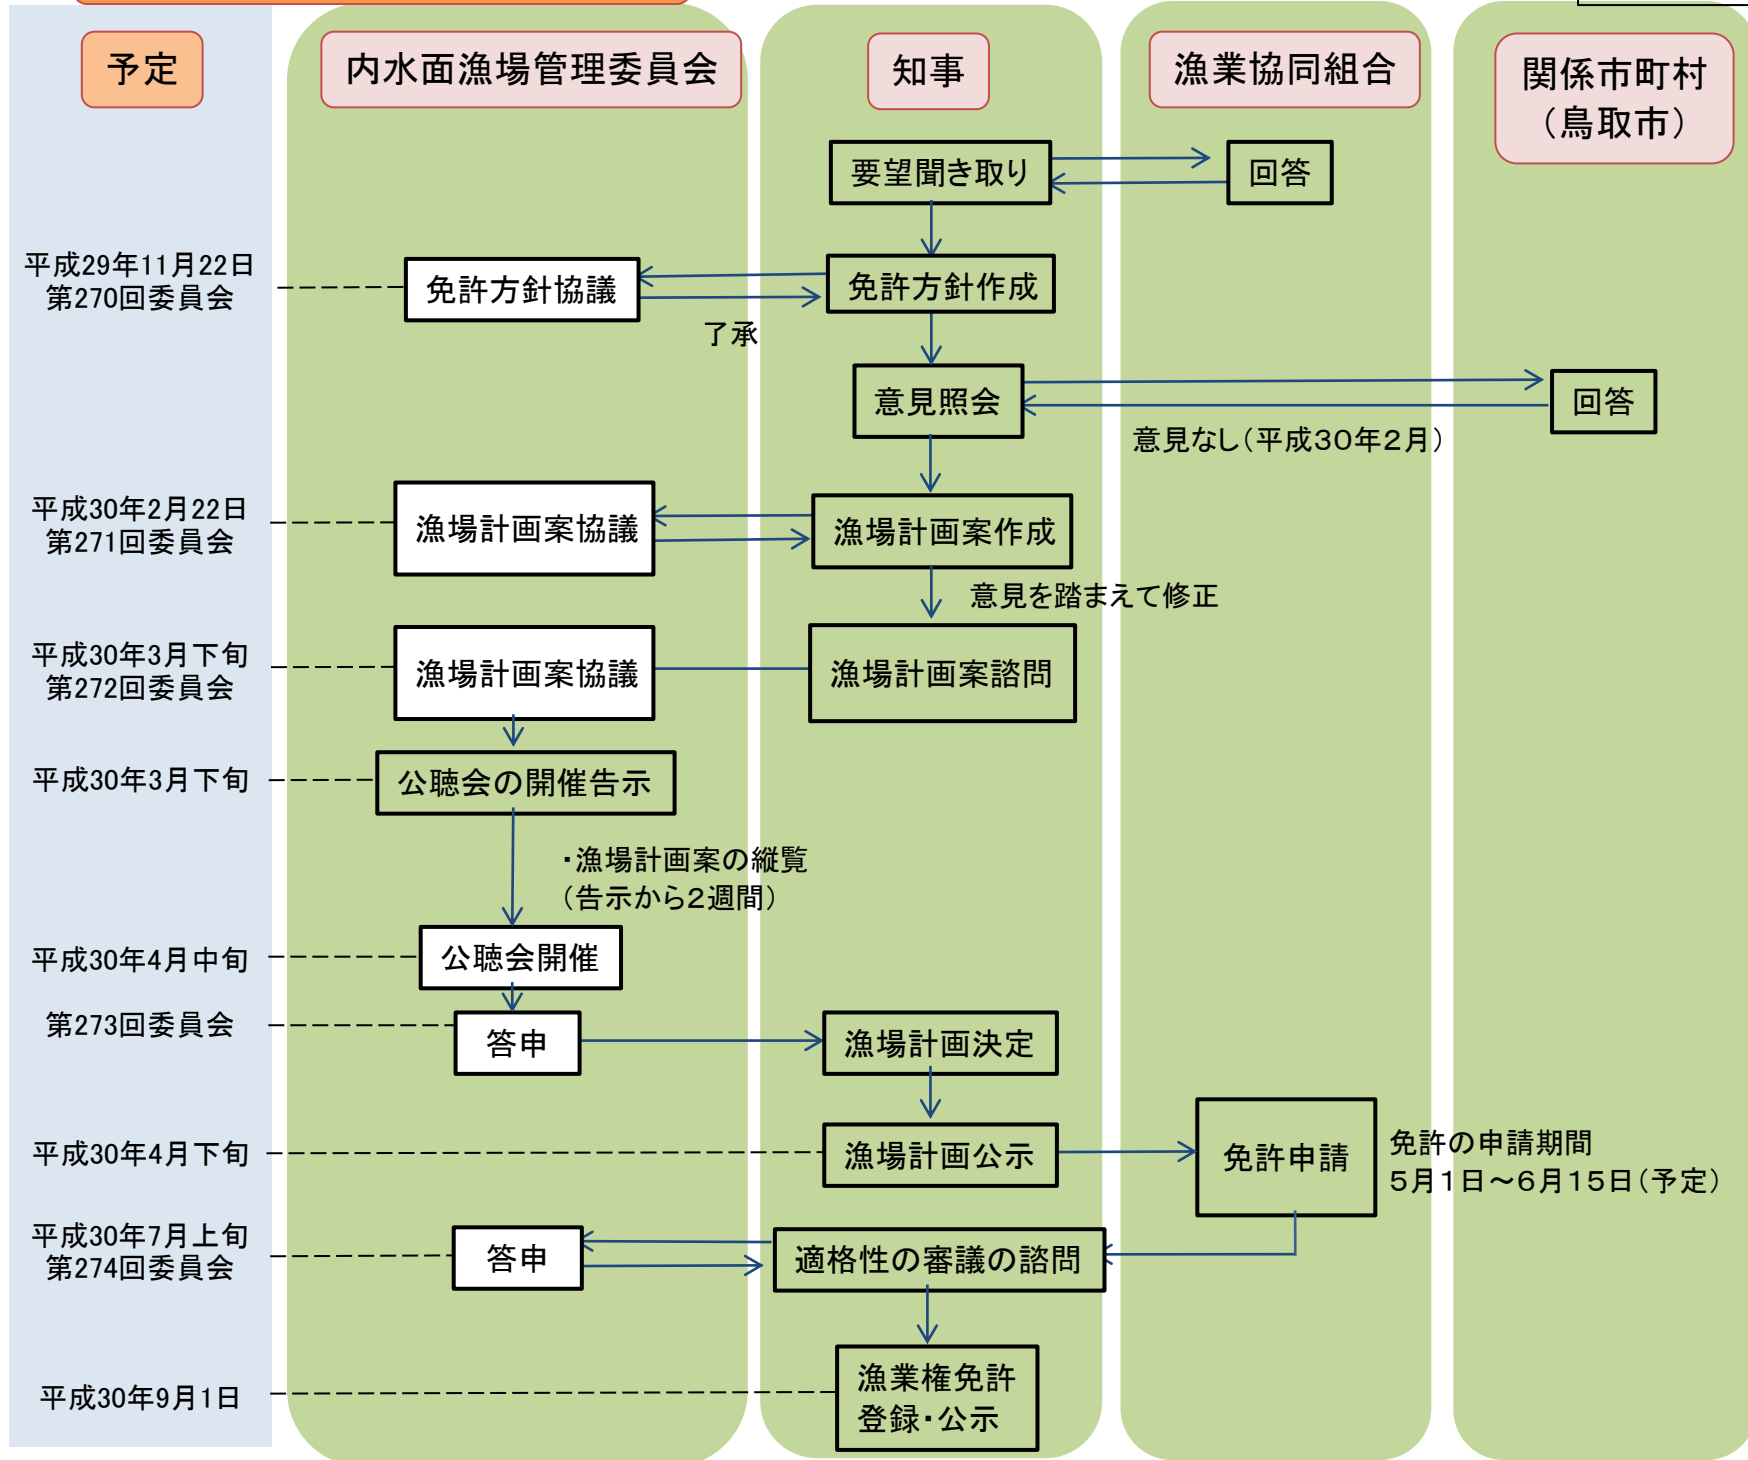 予定
内水面漁場管理委員会
知事
漁業協同組合
関係市町村
（鳥取市）
要望聞き取り
回答
平成29年11月22日
第270回委員会
免許方針協議
免許方針作成
了承
意見照会
回答
意見なし（平成30年2月）
平成30年2月22日
第271回委員会
漁場計画案協議
漁場計画案作成
意見を踏まえて修正
平成30年3月下旬
第272回委員会
漁場計画案協議
漁場計画案諮問
平成30年3月下旬
公聴会の開催告示
・漁場計画案の縦覧
（告示から2週間）
平成30年4月中旬
公聴会開催
第273回委員会
答申
漁場計画決定
平成30年4月下旬
漁場計画公示
免許申請
免許の申請期間
5月1日～6月15日（予定）
平成30年7月上旬
第274回委員会
答申
適格性の審議の諮問
平成30年9月1日
漁業権免許
登録・公示